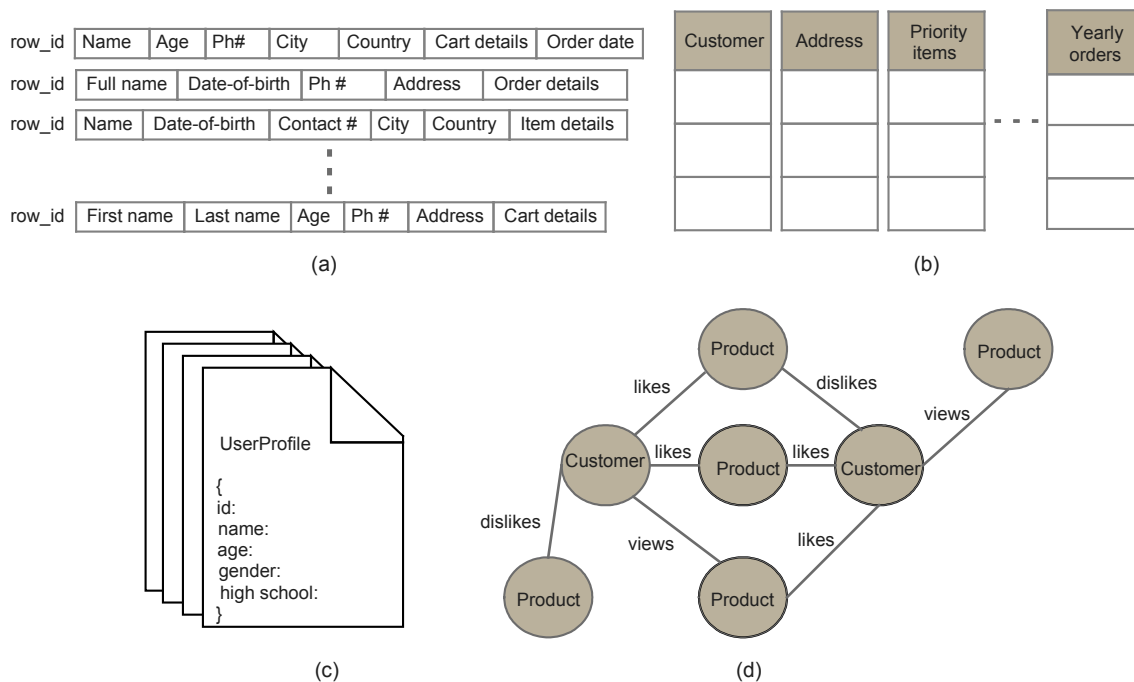 row_id Name Age Ph# City Country Cart details Order date
row_id Full name Date-of-birth Ph # Address Order details
row_id Name Date-of-birth Contact # City Country Item details
row_id First name Last name Age Ph # Address Cart details
(a)
Customer Address Priority items Yearly orders
(b)
UserProfile
{
id:
name:
age:
gender:
high school:
}
(c)
Product
Product
likes
dislikes
views
Customer
likes
Product
likes
Customer
dislikes
views
likes
Product
Product
(d)